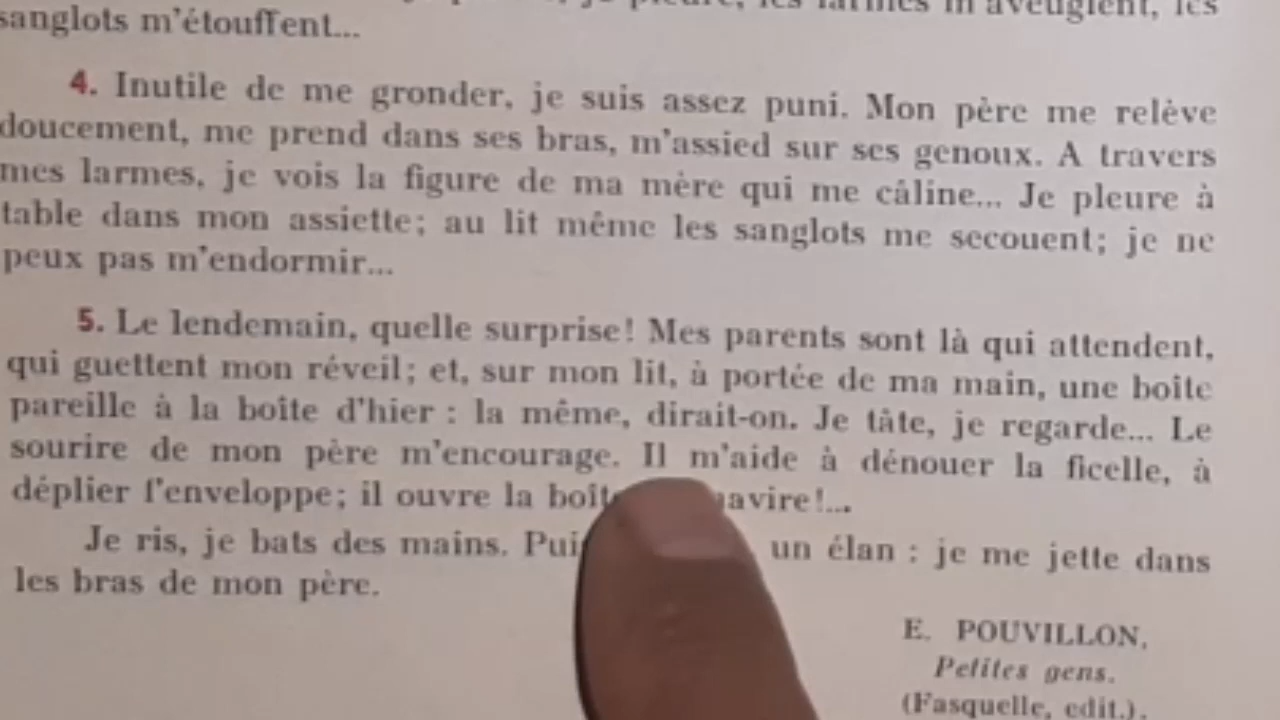 larmes m'aveuglent, les
sanglots m'étouffent...
4. Inutile de me gronder, je suis assez puni. Mon père me relève
doucement, me prend dans ses bras, m'assied sur ses genoux. A travers
mes larmes, je vois la figure de ma mère qui me câline... Je pleure à
table dans mon assiette; au lit même les sanglots me secouent; je ne
peux pas m'endormir...
5. Le lendemain, quelle surprise! Mes parents sont là qui attendent,
qui guettent mon réveil; et, sur mon lit, à portée de ma main, une boîte
pareille à la boîte d'hier : la même, dirait-on. Je tâte, je regarde... Le
sourire de mon père m'encourage. Il m'aide à dénouer la ficelle, à
déplier l'enveloppe; il ouvre la boît avire!...
Je ris, je bats des mains. Pui un élan : je me jette dans
les bras de mon père.
E. POUVILLON,
Petites gens.
(Fasquelle, edit.).